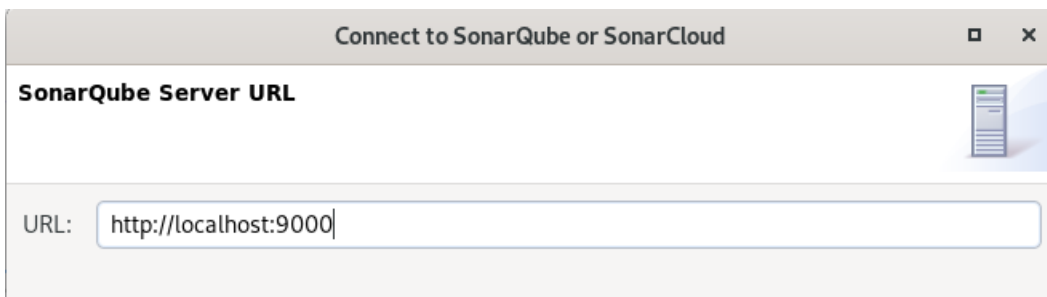 Connect to SonarQube or SonarCloud
SonarQube Server URL
URL: http://localhost:9000